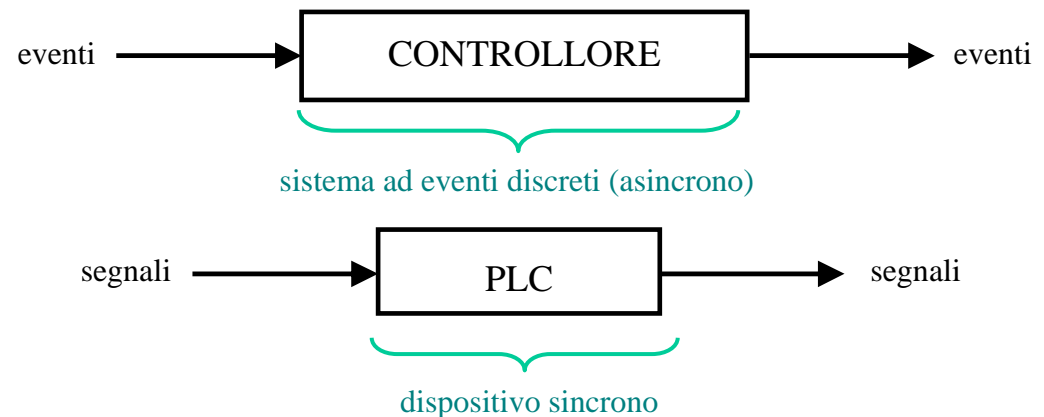 eventi CONTROLLORE eventi
sistema ad eventi discreti (asincrono)
segnali PLC segnali
dispositivo sincrono